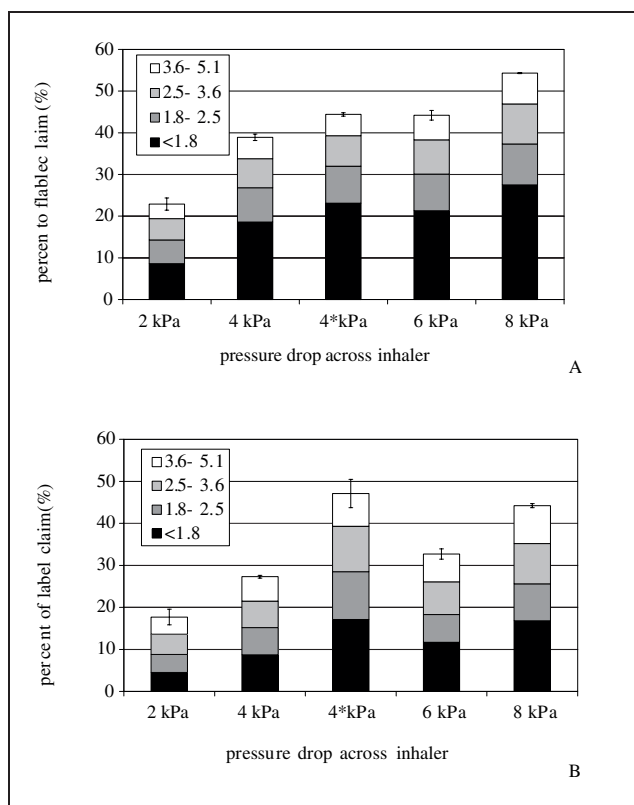 60
50
40
30
20
10
0
3.6- 5.1
2.5- 3.6
1.8- 2.5
<1.8
percen to flablec laim (%)
2 kPa 4 kPa 4*kPa 6 kPa 8 kPa
pressure drop across inhaler
A
60
50
40
30
20
10
0
3.6- 5.1
2.5- 3.6
1.8- 2.5
<1.8
percent of label claim(%)
2 kPa 4 kPa 4*kPa 6 kPa 8 kPa
pressure drop across inhaler
B